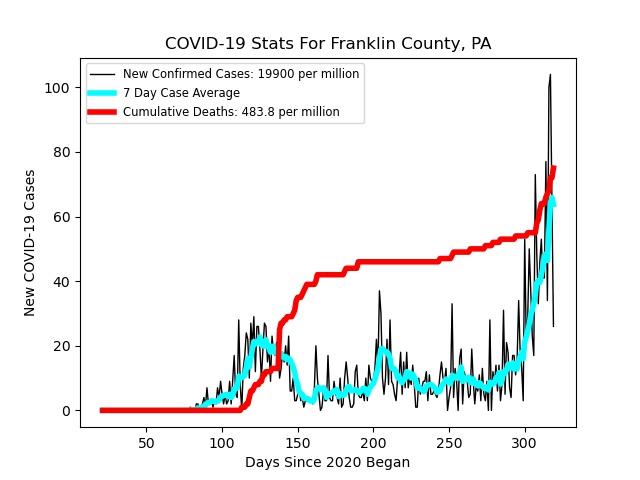 COVID-19 Stats For Franklin County, PA
New Confirmed Cases: 19900 per million
7 Day Case Average
Cumulative Deaths: 483.8 per million
New COVID-19 Cases
100
80
60
40
20
0
50 100 150 200 250 300
Days Since 2020 Began